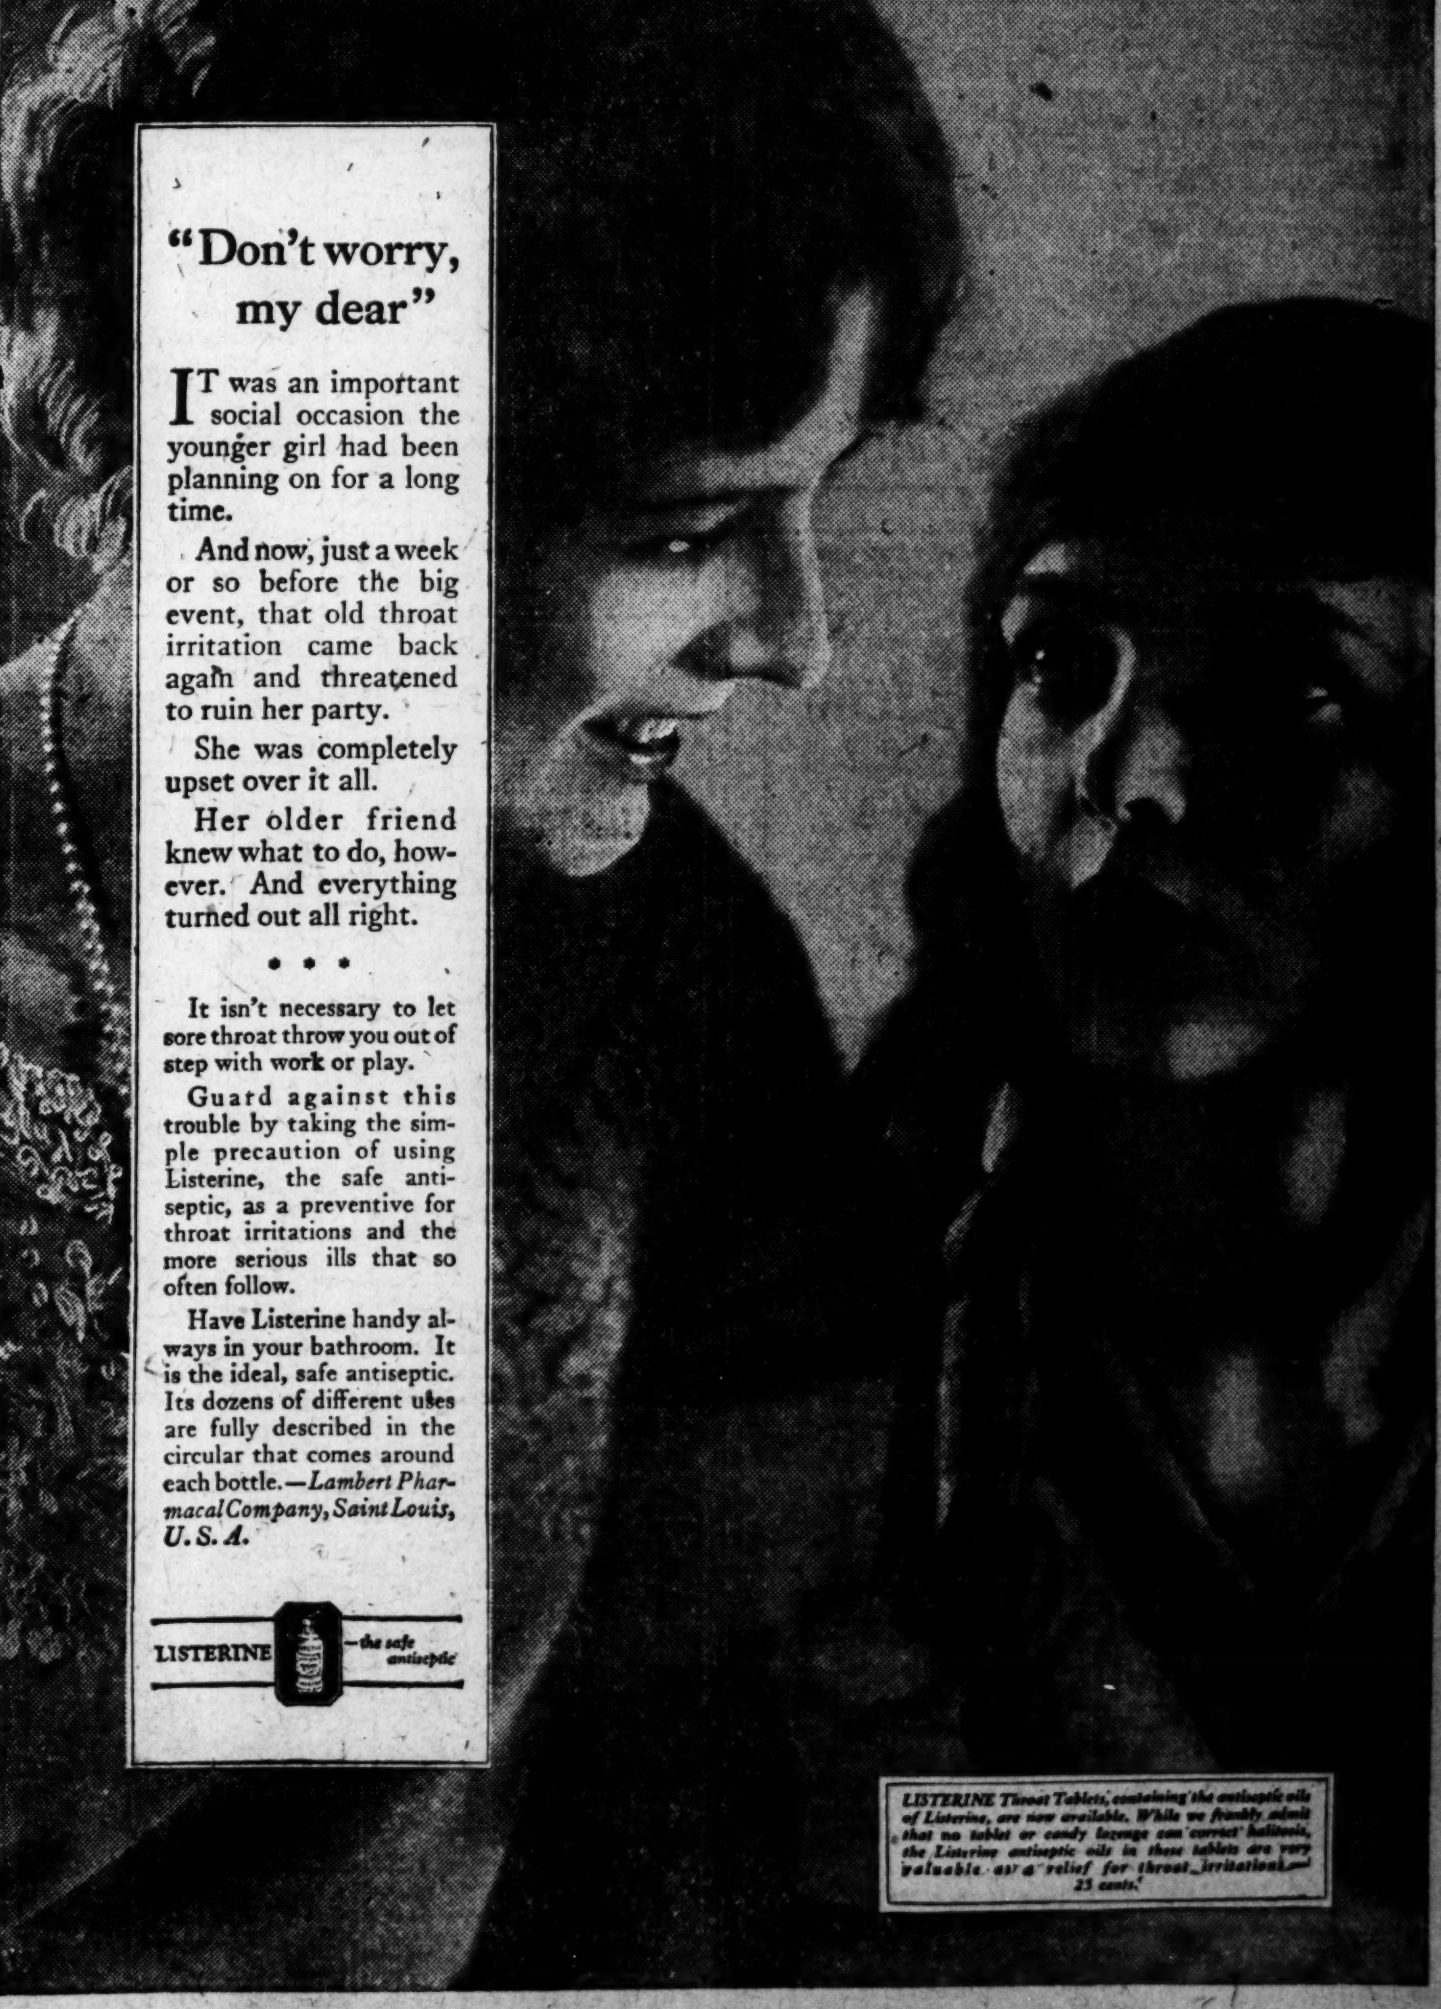 “Don't worry,
my dear”
IT was an important
social occasion the
younger girl had been
planning on for a long
time.
And now, just a week
or so before the big
event, that old throat
irritation came back
again and threatened
to ruin her party.
She was completely
upset over it all.
Her older friend
knew what to do, how-
ever. And everything
turned out all right.
* * *
It isn't necessary to let
sore throat throw you out of
step with work or play.
Guard against this
trouble by taking the sim-
ple precaution of using
Listerine, the safe anti-
septic, as a preventive for
throat irritations and the
more serious ills that so
often follow.
Have Listerine handy al-
ways in your bathroom. It
is the ideal, safe antiseptic.
Its dozens of different uses
are fully described in the
circular that comes around
each bottle.—Lambert Phar-
macal Company, Saint Louis,
U. S. A.
LISTERINE
—the safe
antiseptic
LISTERINE Throat Tablets, containing the antiseptic oils
of Listerine, are now available. While we frankly admit
that no tablet or candy lozenge can correct halitosis,
the Listerine antiseptic oils in these tablets are very
valuable as a relief for throat irritations—
25 cents.